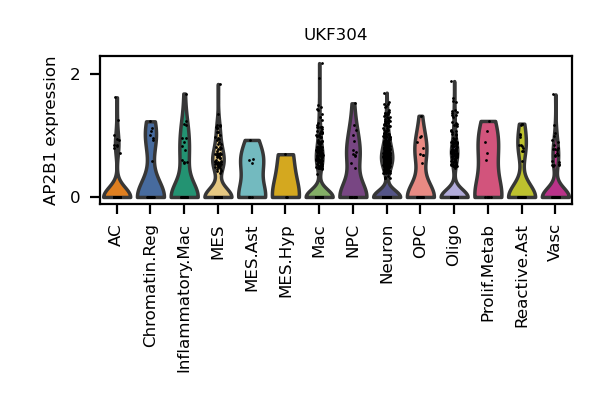 UKF304
AP2B1 expression
2
0
AC
Chromatin.Reg
Inflammatory.Mac
MES
MES.Ast
MES.Hyp
Mac
NPC
Neuron
OPC
Oligo
Prolif.Metab
Reactive.Ast
Vasc